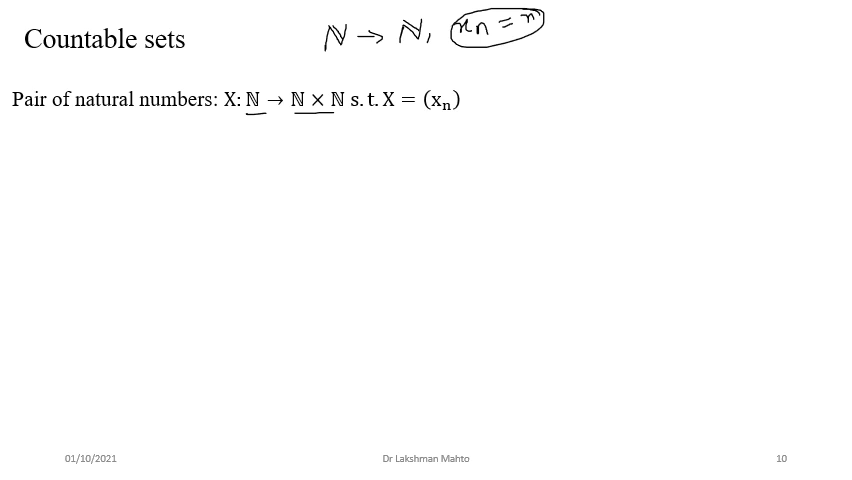 Countable sets
ℕ → ℕ, xn = n
Pair of natural numbers: X: ℕ → ℕ × ℕ s. t. X = (xₙ)
01/10/2021
Dr Lakshman Mahto
10